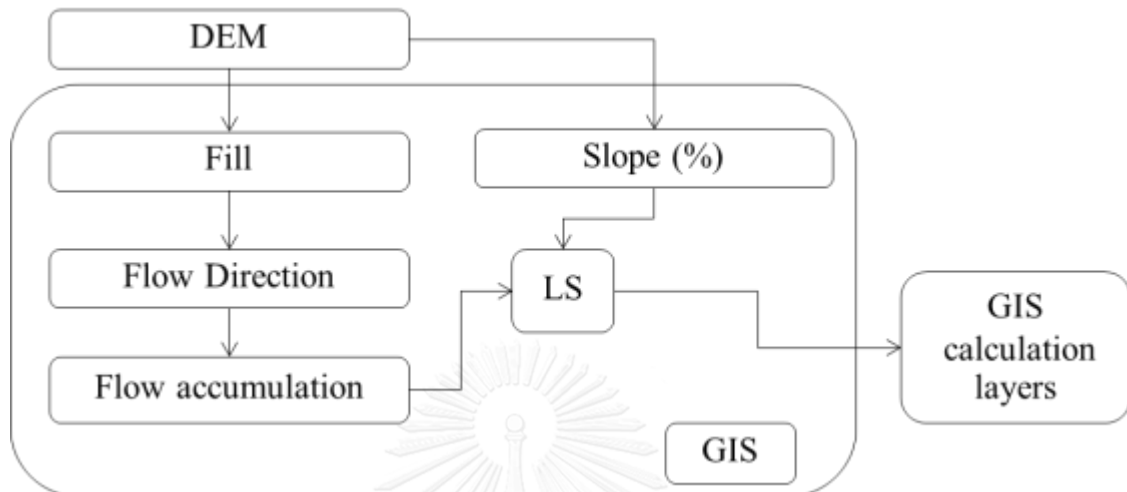 DEM
Fill
Slope (%)
Flow Direction
LS
Flow accumulation
GIS
calculation
layers
GIS